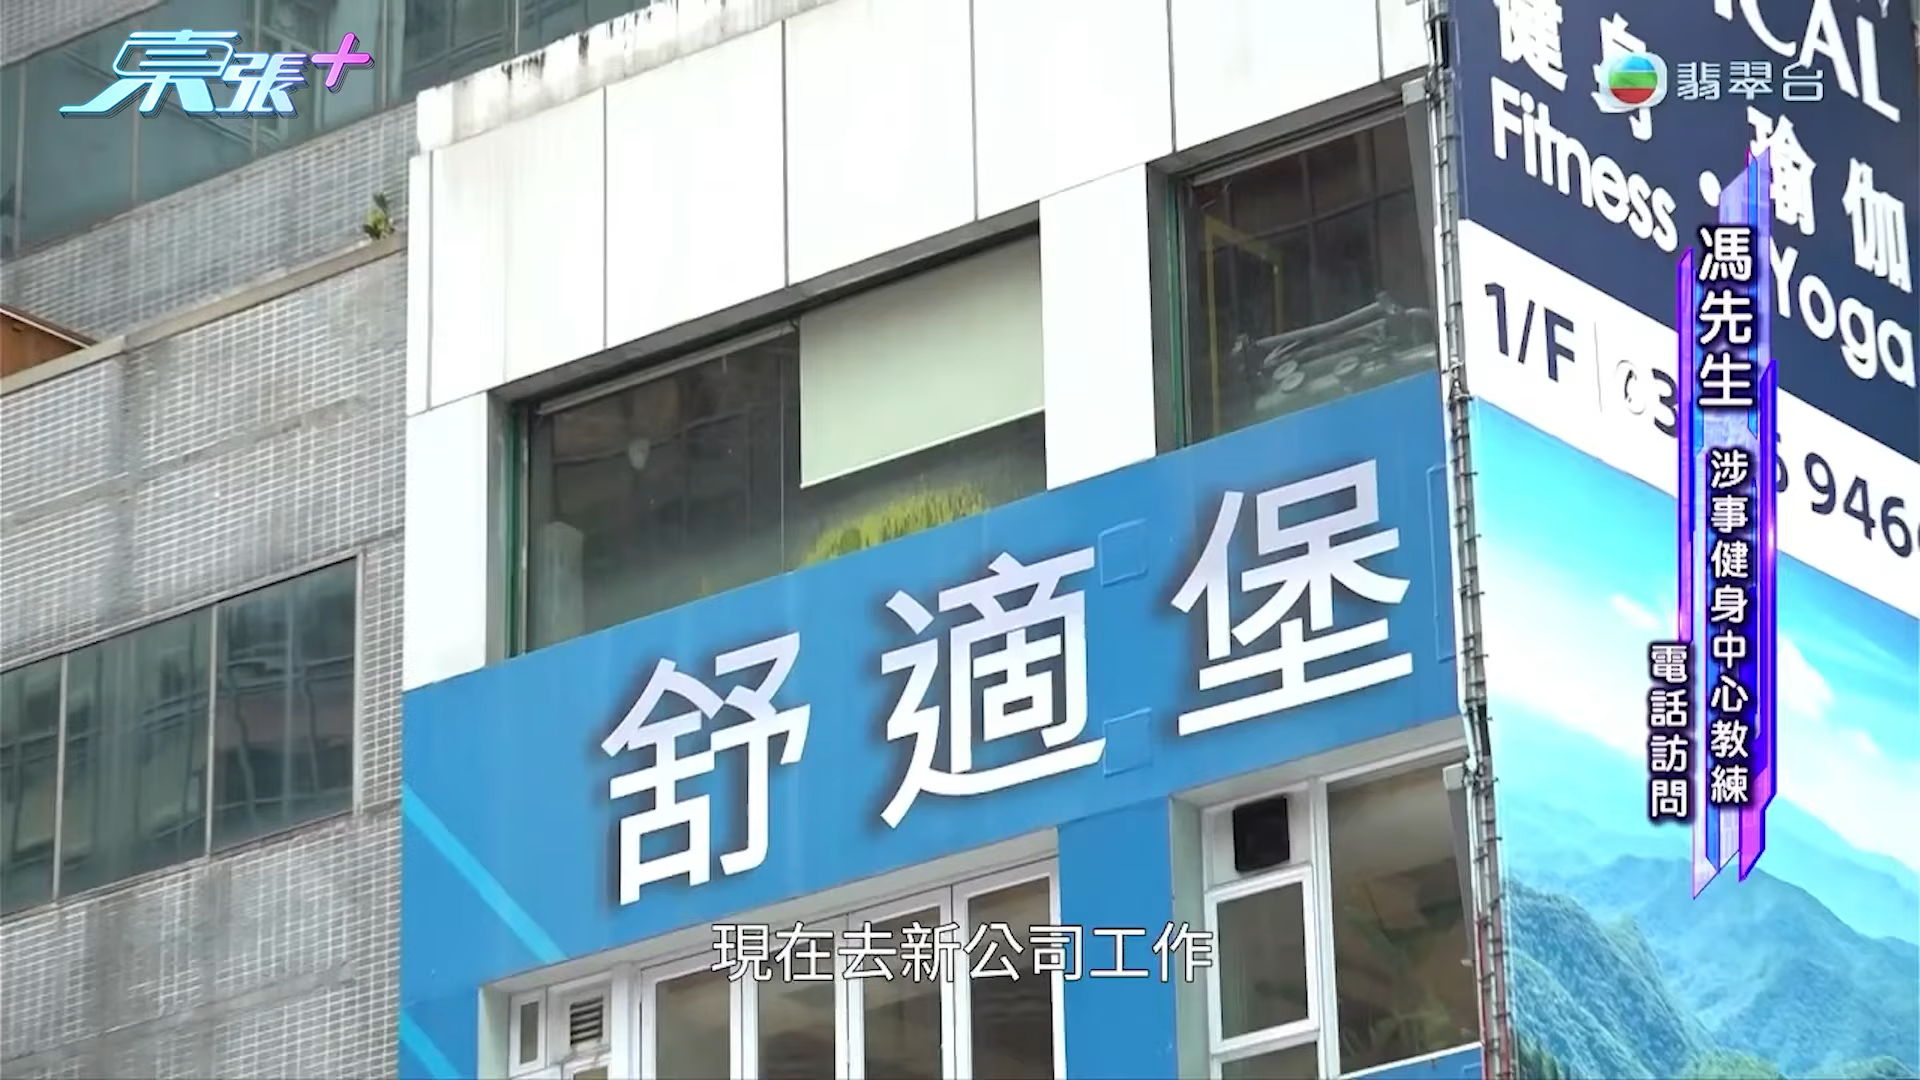 東張+
翡翠台
CAL
健身・瑜伽
Fitness Yoga
1/F
946
舒適堡
馮先生
涉事健身中心教練
電話訪問
現在去新公司工作